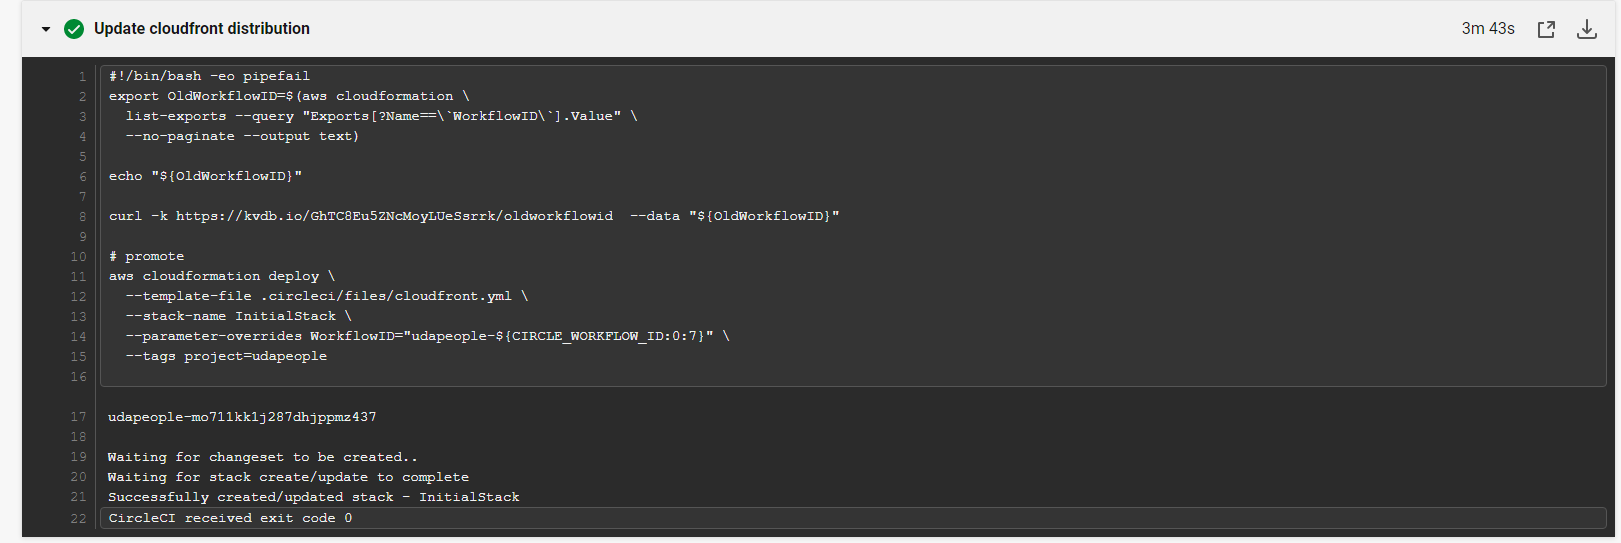 Update cloudfront distribution
3m 43s
1 #!/bin/bash -eo pipefail
2 export OldWorkflowID=$(aws cloudformation \
3 list-exports --query "Exports[?Name==\`WorkflowID\`].Value" \
4 --no-paginate --output text)
5
6 echo "${OldWorkflowID}"
7
8 curl -k https://kvdb.io/GhTC8Eu5ZNcMoyLUeSsrrk/oldworkflowid --data "${OldWorkflowID}"
9
10 # promote
11 aws cloudformation deploy \
12 --template-file .circleci/files/cloudfront.yml \
13 --stack-name InitialStack \
14 --parameter-overrides WorkflowID="udapeople-${CIRCLE_WORKFLOW_ID:0:7}" \
15 --tags project=udapeople
16
17 udapeople-mo711kk1j287dhjppmz437
18
19 Waiting for changeset to be created..
20 Waiting for stack create/update to complete
21 Successfully created/updated stack - InitialStack
22 CircleCI received exit code 0